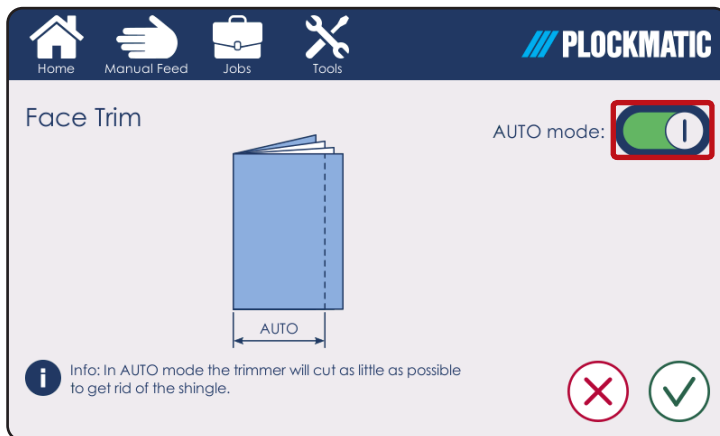 Home Manual Feed Jobs Tools
PLOCKMATIC
Face Trim
AUTO mode:
AUTO
Info: In AUTO mode the trimmer will cut as little as possible
to get rid of the shingle.